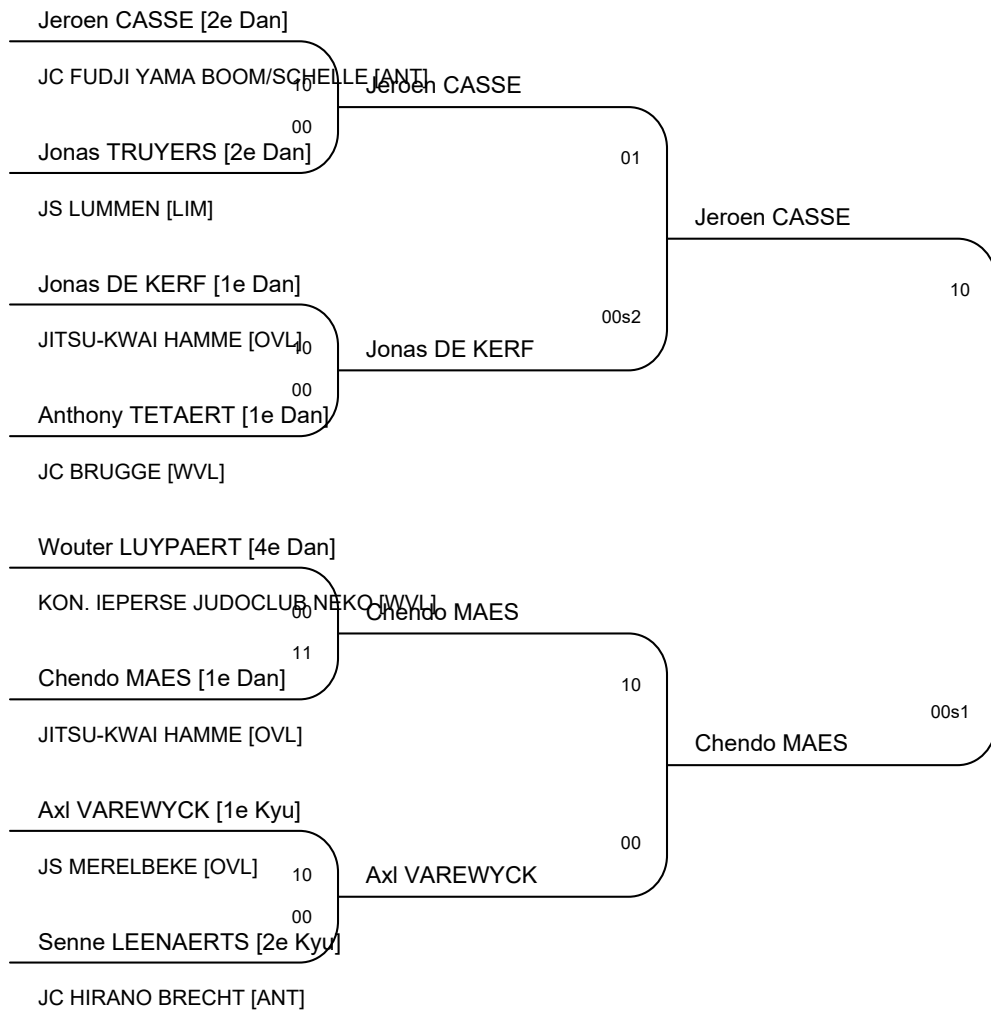 Jeroen CASSE [2e Dan]
JC FUDJI YAMA BOOM/SCHELLE [ANT]
10
Jeroen CASSE
00
Jonas TRUYERS [2e Dan]
01
JS LUMMEN [LIM]
Jeroen CASSE
Jonas DE KERF [1e Dan]
10
JITSU-KWAI HAMME [OVL]
10
00s2
Jonas DE KERF
00
Anthony TETAERT [1e Dan]
JC BRUGGE [WVL]
Wouter LUYPAERT [4e Dan]
KON. IEPERSE JUDOCLUB NEKO [WVL]
00
Chendo MAES
11
Chendo MAES [1e Dan]
10
JITSU-KWAI HAMME [OVL]
00s1
Chendo MAES
Axl VAREWYCK [1e Kyu]
00
JS MERELBEKE [OVL]
10
Axl VAREWYCK
00
Senne LEENAERTS [2e Kyu]
JC HIRANO BRECHT [ANT]